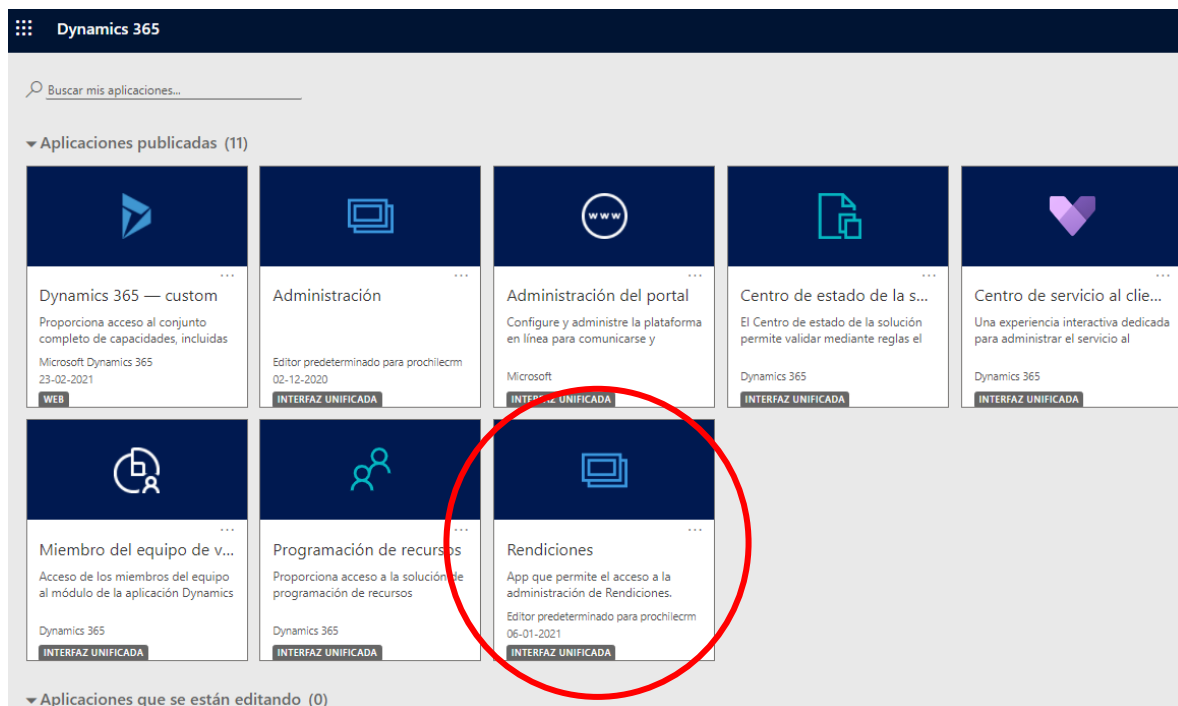 Dynamics 365
Buscar mis aplicaciones...
Aplicaciones publicadas (11)
www
Dynamics 365 — custom
Proporciona acceso al conjunto
completo de capacidades, incluidas
Microsoft Dynamics 365
23-02-2021
WEB
Administración
Editor predeterminado para prochilecrm
02-12-2020
INTERFAZ UNIFICADA
Administración del portal
Configure y administre la plataforma
en línea para comunicarse y
Microsoft
INTERFAZ UNIFICADA
Centro de estado de la s...
El Centro de estado de la solución
permite validar mediante reglas el
Dynamics 365
INTERFAZ UNIFICADA
Centro de servicio al clie...
Una experiencia interactiva dedicada
para administrar el servicio al
Dynamics 365
INTERFAZ UNIFICADA
Miembro del equipo de v...
Acceso de los miembros del equipo
al módulo de la aplicación Dynamics
Dynamics 365
INTERFAZ UNIFICADA
Programación de recursos
Proporciona acceso a la solución de
programación de recursos
Dynamics 365
INTERFAZ UNIFICADA
Rendiciones
App que permite el acceso a la
administración de Rendiciones.
Editor predeterminado para prochilecrm
06-01-2021
INTERFAZ UNIFICADA
Aplicaciones que se están editando (0)